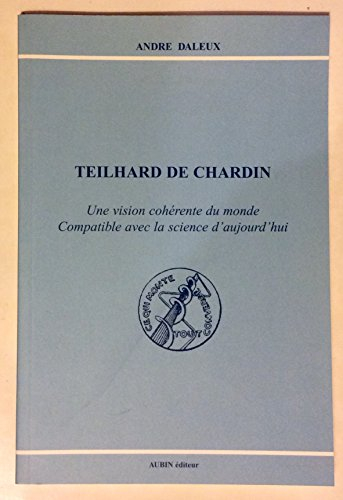 ANDRE DALEUX
TEILHARD DE CHARDIN
Une vision cohérente du monde
Compatible avec la science d'aujourd'hui
CE QUI MONTE
TOUT
AUBIN éditeur